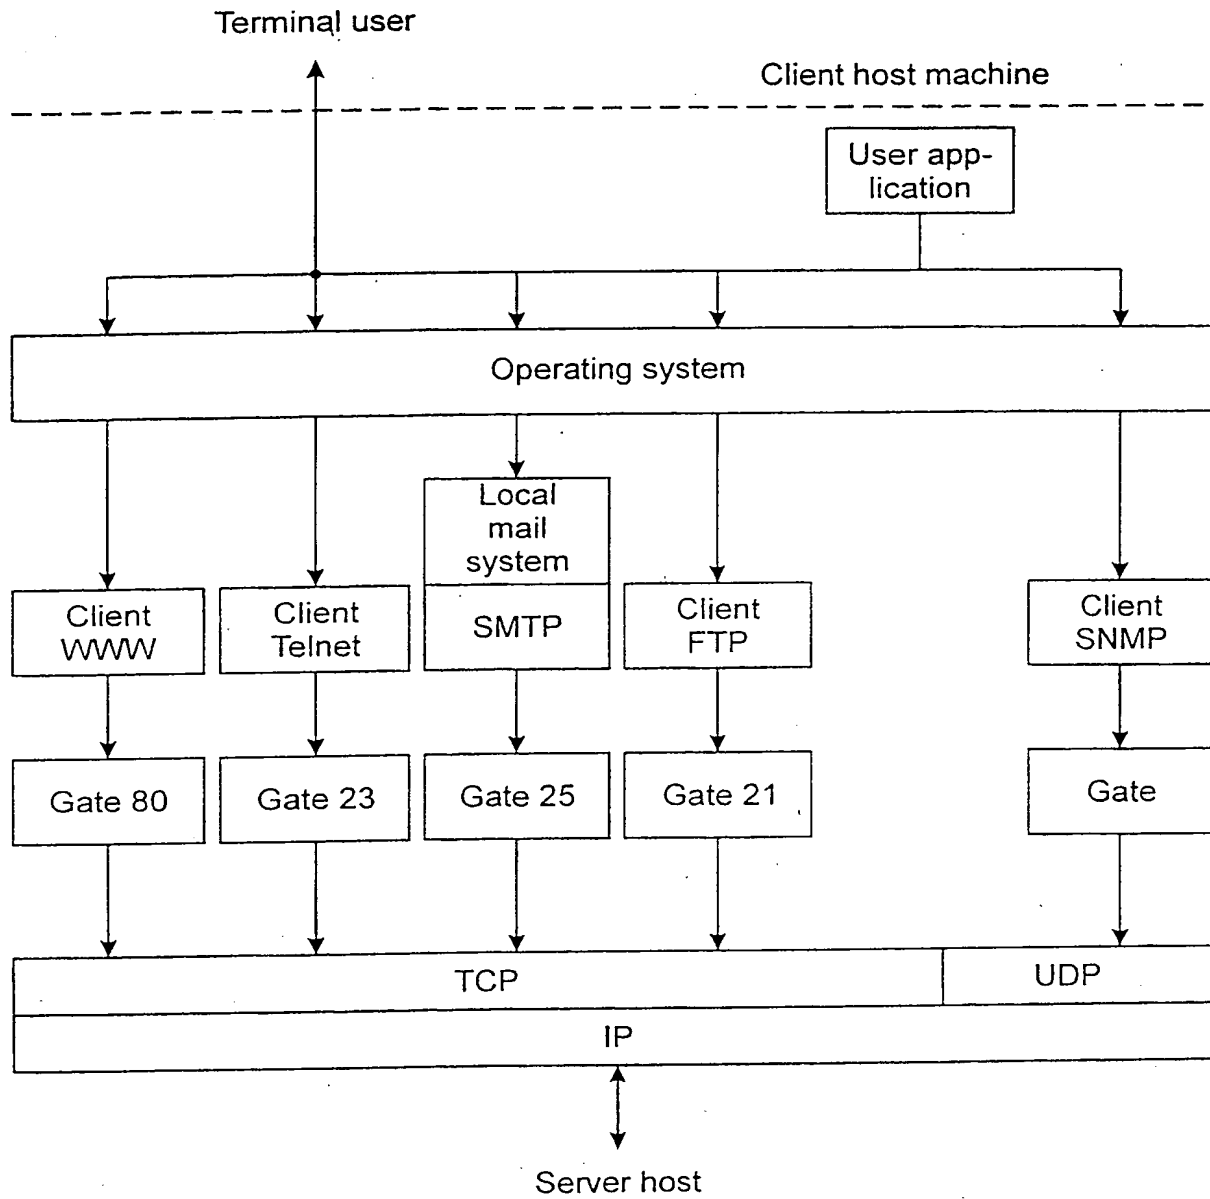 Terminal user
Client host machine
User app-
lication
Operating system
Local
mail
system
Client
WWW
Client
Telnet
SMTP
Client
FTP
Client
SNMP
Gate 80
Gate 23
Gate 25
Gate 21
Gate
TCP
UDP
IP
Server host